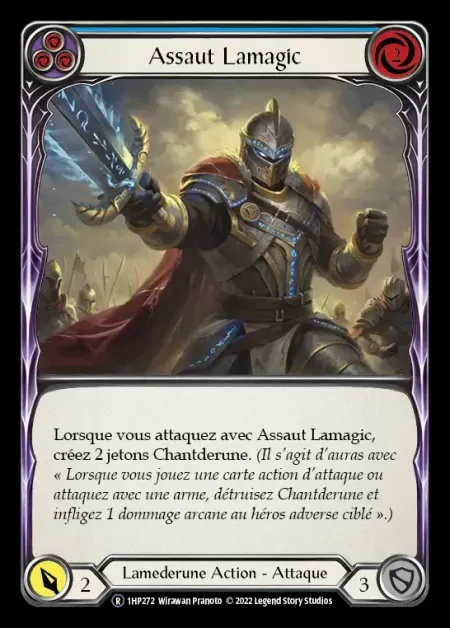 Assaut Lamagic
2
Lorsque vous attaquez avec Assaut Lamagic,
créez 2 jetons Chantderune. (Il s'agit d'auras avec
« Lorsque vous jouez une carte action d'attaque ou
attaquez avec une arme, détruisez Chantderune et
infligez 1 dommage arcane au héros adverse ciblé ».)
2
Lamederune Action - Attaque
3
R 1HP272 Wirawan Pranoto © 2022 Legend Story Studios